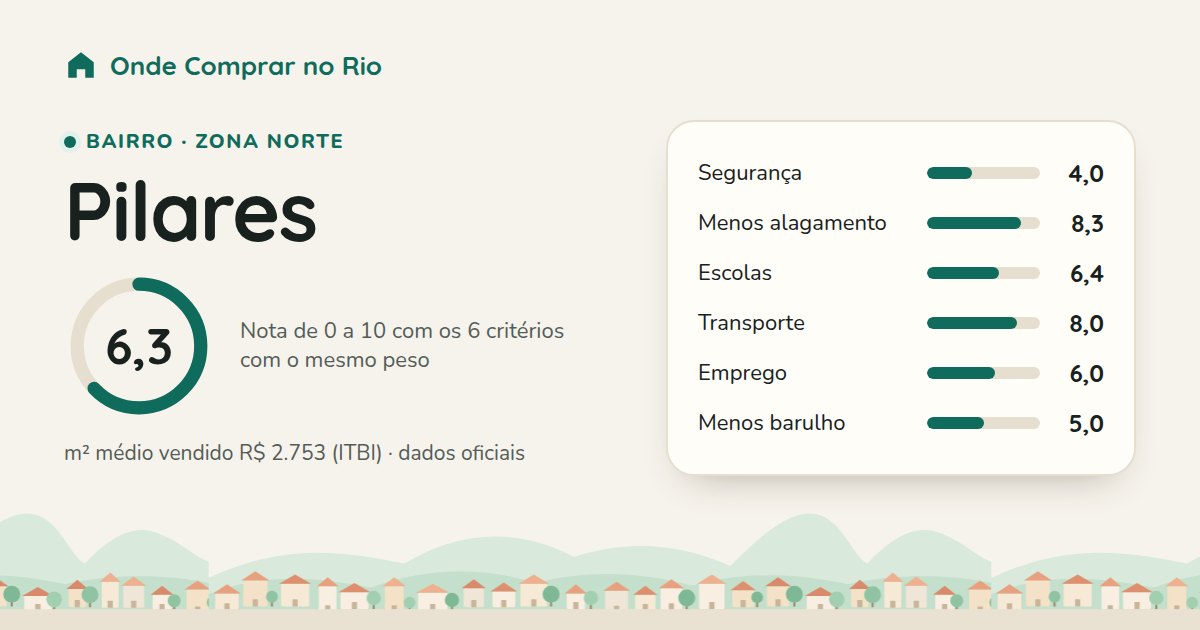 Onde Comprar no Rio
BAIRRO · ZONA NORTE
Pilares
6,3
Nota de 0 a 10 com os 6 critérios
com o mesmo peso
m² médio vendido R$ 2.753 (ITBI) · dados oficiais
Segurança 4,0
Menos alagamento 8,3
Escolas 6,4
Transporte 8,0
Emprego 6,0
Menos barulho 5,0